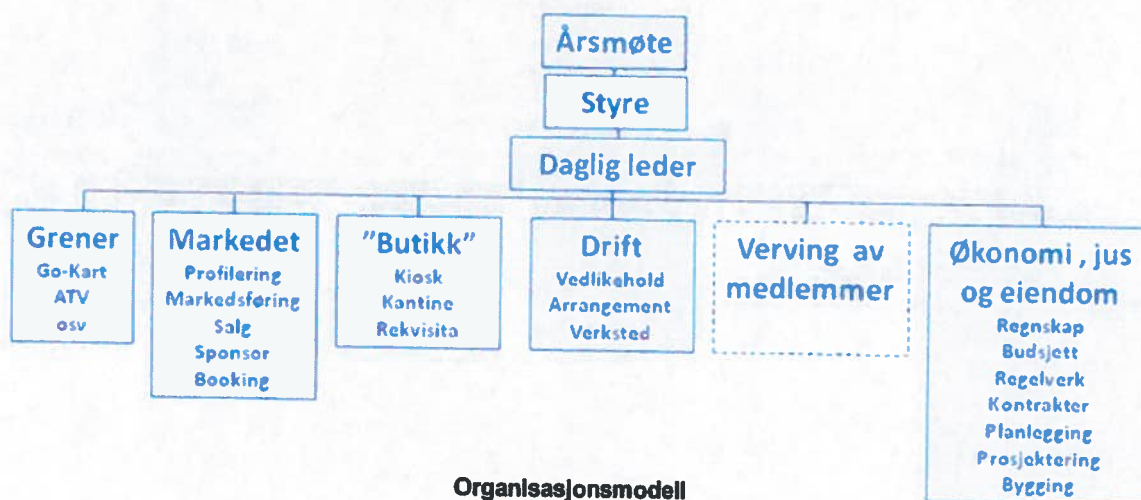 Årsmøte
Styre
Daglig leder
Grener
Go-Kart
ATV
osv
Markedet
Profilering
Markedsføring
Salg
Sponsor
Booking
"Butikk"
Kiosk
Kantine
Rekvisita
Drift
Vedlikehold
Arrangement
Verksted
Verving av
medlemmer
Økonomi , jus
og eiendom
Regnskap
Budsjett
Regelverk
Kontrakter
Planlegging
Prosjektering
Bygging
Organisasjonsmodell